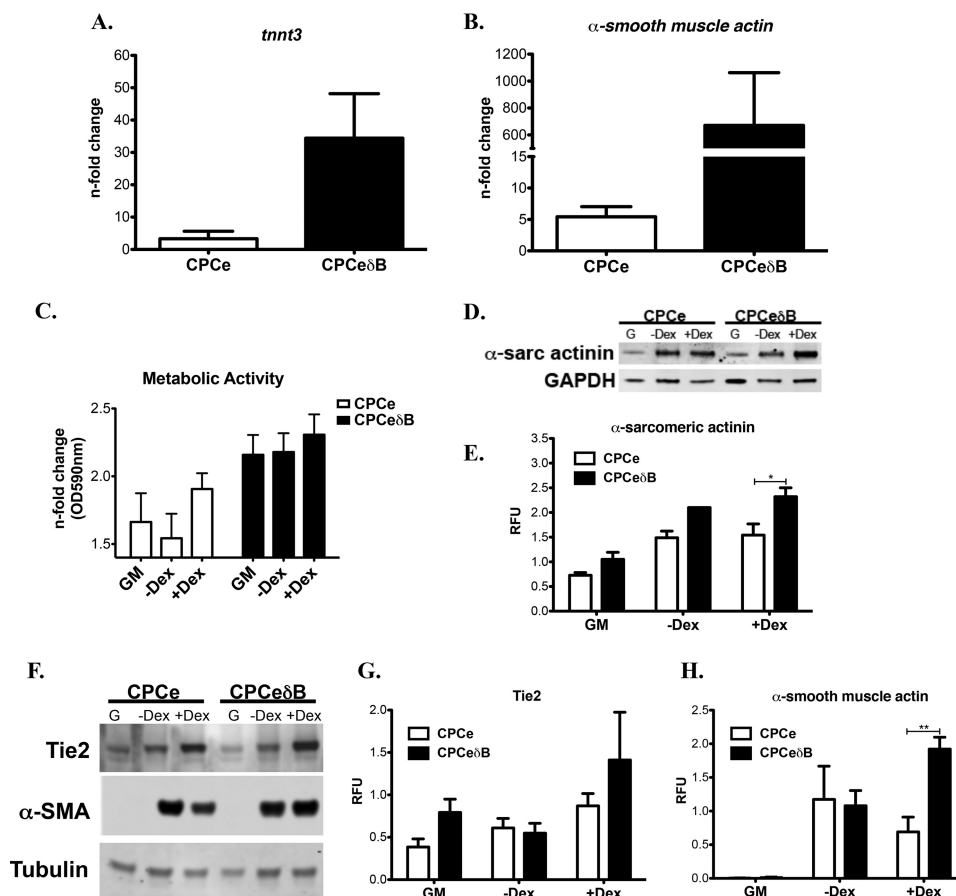 A.
tnnt3
n-fold change
60
50
40
30
20
10
0
CPCe
CPCeδB
B.
α-smooth muscle actin
n-fold change
1200
1000
800
600
15
10
5
0
CPCe
CPCeδB
C.
Metabolic Activity
CPCe
CPCeδB
n-fold change
(OD590nm)
2.5
2.0
1.5
GM
-Dex
+Dex
GM
-Dex
+Dex
D.
CPCe CPCeδB
G -Dex +Dex G -Dex +Dex
α-sarc actinin
GAPDH
E.
α-sarcomeric actinin
CPCe
CPCeδB
RFU
3.5
3.0
2.5
2.0
1.5
1.0
0.5
0.0
*
GM -Dex +Dex
F.
CPCe CPCeδB
G -Dex +Dex G -Dex +Dex
Tie2
α-SMA
Tubulin
G.
Tie2
CPCe
CPCeδB
RFU
2.0
1.5
1.0
0.5
0.0
GM -Dex +Dex
H.
α-smooth muscle actin
CPCe
CPCeδB
RFU
2.5
2.0
1.5
1.0
0.5
0.0
**
GM -Dex +Dex